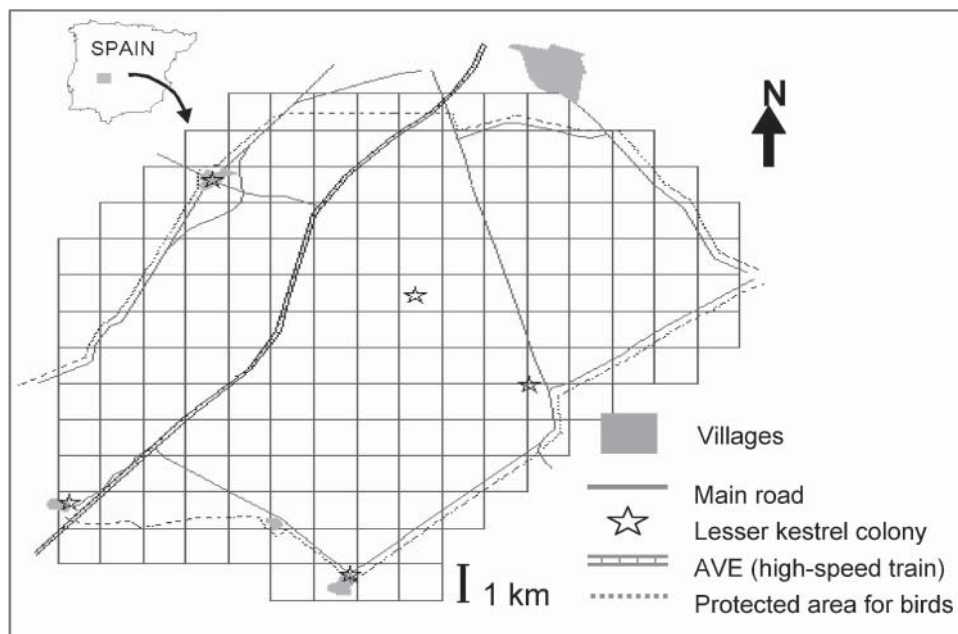 SPAIN
N
Villages
Main road
Lesser kestrel colony
AVE (high-speed train)
Protected area for birds
1 km